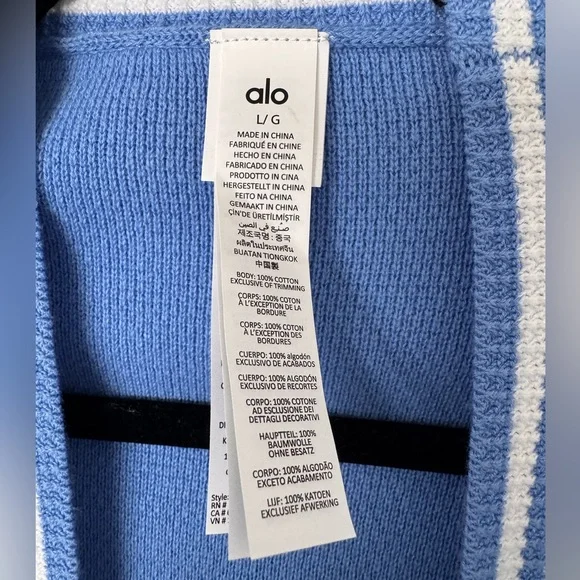 alo
L/ G
MADE IN CHINA
FABRIQUÉ EN CHINE
HECHO EN CHINA
FABRICADO EN CHINA
PRODOTTO IN CINA
HERGESTELLT IN CHINA
FEITO NA CHINA
GEMAAKT IN CHINA
ÇİN'DE ÜRETİLMİŞTİR
صنع في الصين
제조국명 : 중국
ผลิตในประเทศจีน
BUATAN TIONGKOK
中国製
BODY: 100% COTTON
EXCLUSIVE OF TRIMMING
CORPS: 100% COTON
À L'EXCEPTION DE LA
BORDURE
CORPS: 100% COTON
À L'EXCEPTION
DES BORDURES
CUERPO: 100% algodón
EXCLUSIVO DE ACABADOS
CUERPO: 100% ALGODÓN
EXCLUSIVO DE RECORTES
CORPO: 100% COTONE
AD ESCLUSIONE DEI
DETTAGLI DECORATIVI
HAUPTTEIL: 100%
BAUMWOLLE
OHNE BESATZ
CORPO: 100% ALGODÃO
EXCETO ACABAMENTO
LIJF: 100% KATOEN
EXCLUSIEF AFWERKING
Style:
RN #
CA #
VN #